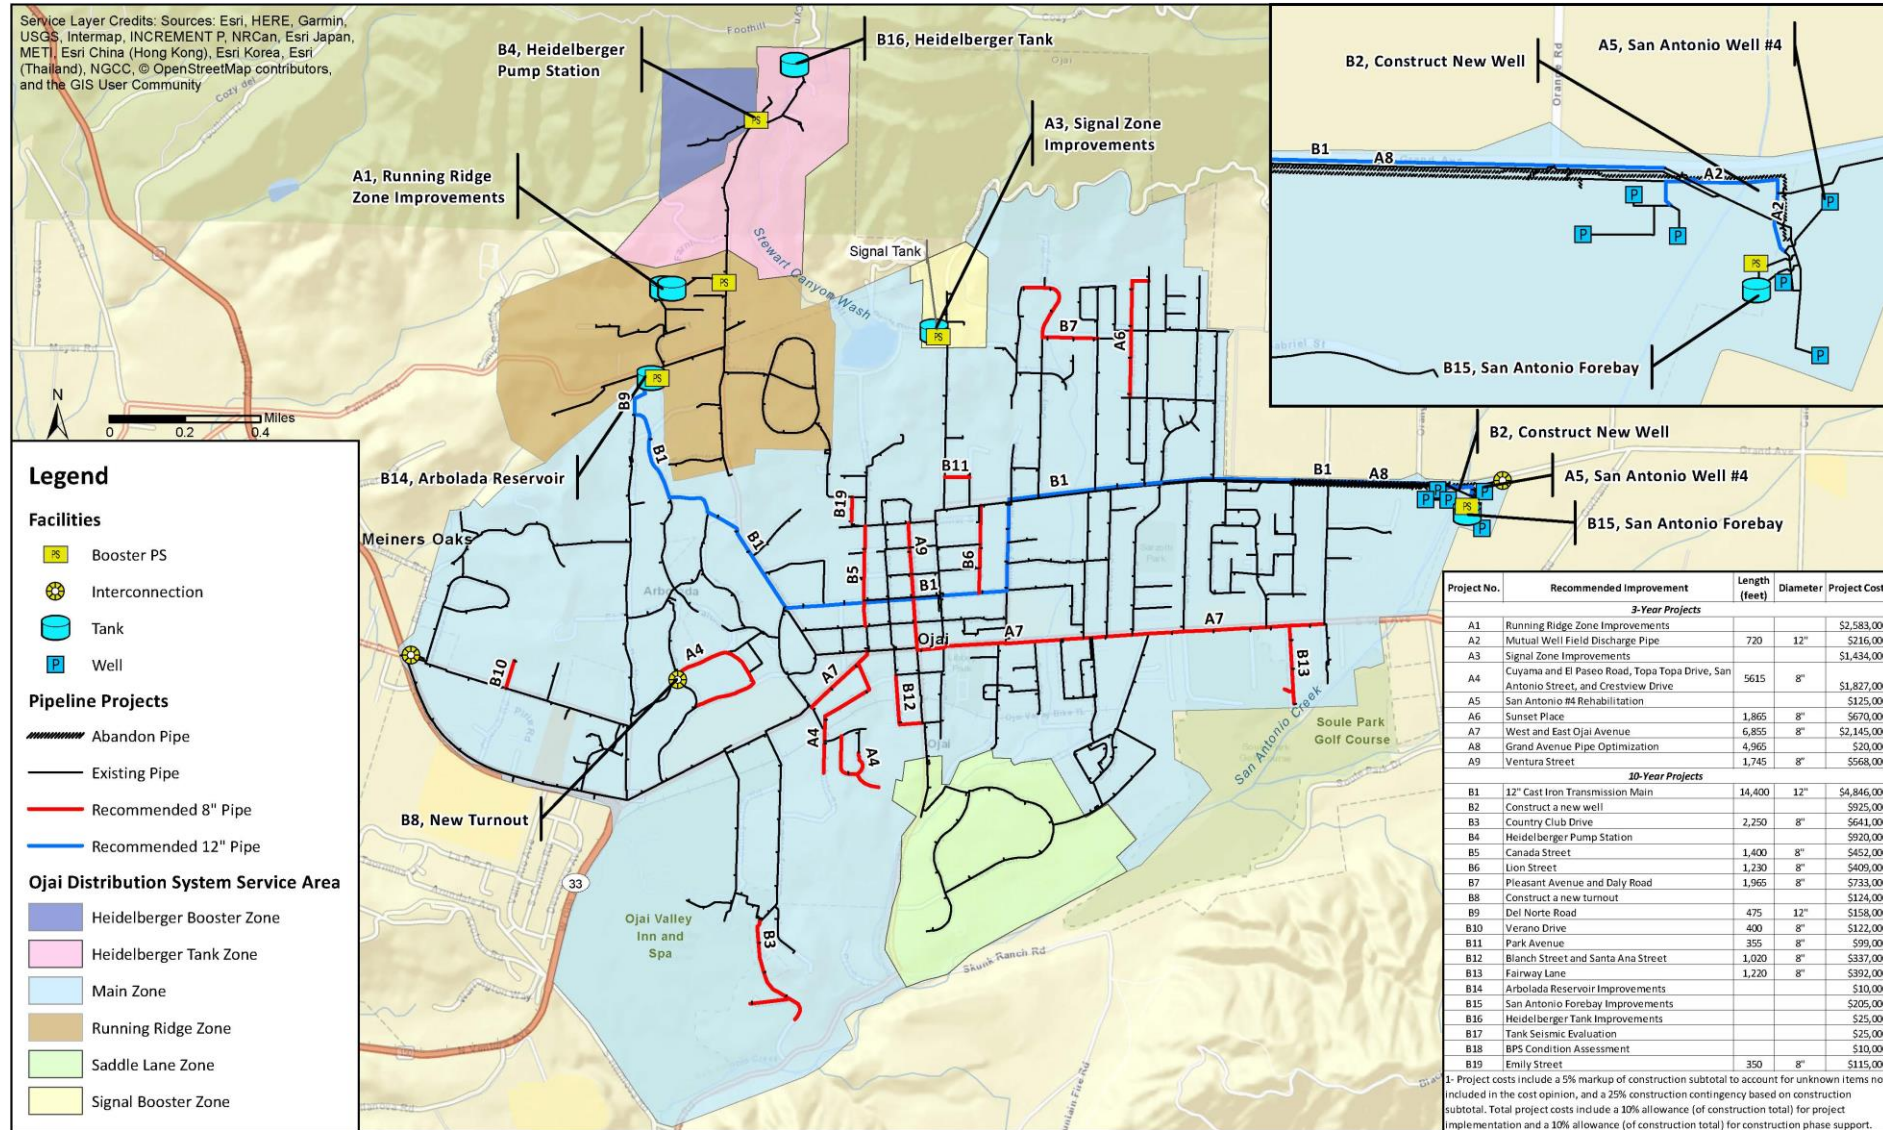 Service Layer Credits: Sources: Esri, HERE, Garmin,
USGS, Intermap, INCREMENT P, NRCan, Esri Japan,
METI, Esri China (Hong Kong), Esri Korea, Esri
(Thailand), NGCC, © OpenStreetMap contributors,
and the GIS User Community
B4, Heidelberger
Pump Station
B16, Heidelberger Tank
A3, Signal Zone
Improvements
A1, Running Ridge
Zone Improvements
Signal Tank
Stewart Canyon Wash
Foothill
Ojai
B14, Arbolada Reservoir
B8, New Turnout
Meiners Oaks
Arbolada
Ojai
Ojai
San Antonio Creek
Soule Park
Golf Course
Ojai Valley
Inn and
Spa
Skunk Ranch Rd
33
Grand Ave
B2, Construct New Well
A5, San Antonio Well #4
B15, San Antonio Forebay
B9
B1
B1
B1
B1
B1
A8
B7
A6
B11
B19
B5
A9
B6
A7
A7
A7
A4
A4
A4
B10
B12
B13
B3
PS
PS
PS
PS
PS
P
P
P
P
P
P
N
0
0.2
0.4
Miles
B2, Construct New Well
A5, San Antonio Well #4
Orange Rd
B1
A8
Grand Ave
A2
A2
P
P
P
P
PS
P
P
B15, San Antonio Forebay
Legend
Facilities
PS
Booster PS
Interconnection
Tank
P
Well
Pipeline Projects
Abandon Pipe
Existing Pipe
Recommended 8" Pipe
Recommended 12" Pipe
Ojai Distribution System Service Area
Heidelberger Booster Zone
Heidelberger Tank Zone
Main Zone
Running Ridge Zone
Saddle Lane Zone
Signal Booster Zone
Project No. Recommended Improvement Length (feet) Diameter Project Cost
3-Year Projects
A1 Running Ridge Zone Improvements $2,583,00
A2 Mutual Well Field Discharge Pipe 720 12" $216,00
A3 Signal Zone Improvements $1,434,00
A4 Cuyama and El Paseo Road, Topa Topa Drive, San
Antonio Street, and Crestview Drive 5615 8" $1,827,00
A5 San Antonio #4 Rehabilitation $125,00
A6 Sunset Place 1,865 8" $670,00
A7 West and East Ojai Avenue 6,855 8" $2,145,00
A8 Grand Avenue Pipe Optimization 4,965 $20,00
A9 Ventura Street 1,745 8" $568,00
10-Year Projects
B1 12" Cast Iron Transmission Main 14,400 12" $4,846,00
B2 Construct a new well $925,00
B3 Country Club Drive 2,250 8" $641,00
B4 Heidelberger Pump Station $920,00
B5 Canada Street 1,400 8" $452,00
B6 Lion Street 1,230 8" $409,00
B7 Pleasant Avenue and Daly Road 1,965 8" $733,00
B8 Construct a new turnout $124,00
B9 Del Norte Road 475 12" $158,00
B10 Verano Drive 400 8" $122,00
B11 Park Avenue 355 8" $99,00
B12 Blanch Street and Santa Ana Street 1,020 8" $337,00
B13 Fairway Lane 1,220 8" $392,00
B14 Arbolada Reservoir Improvements $10,00
B15 San Antonio Forebay Improvements $205,00
B16 Heidelberger Tank Improvements $25,00
B17 Tank Seismic Evaluation $25,00
B18 BPS Condition Assessment $10,00
B19 Emily Street 350 8" $115,00
1- Project costs include a 5% markup of construction subtotal to account for unknown items no
included in the cost opinion, and a 25% construction contingency based on construction
subtotal. Total project costs include a 10% allowance (of construction total) for project
implementation and a 10% allowance (of construction total) for construction phase support.